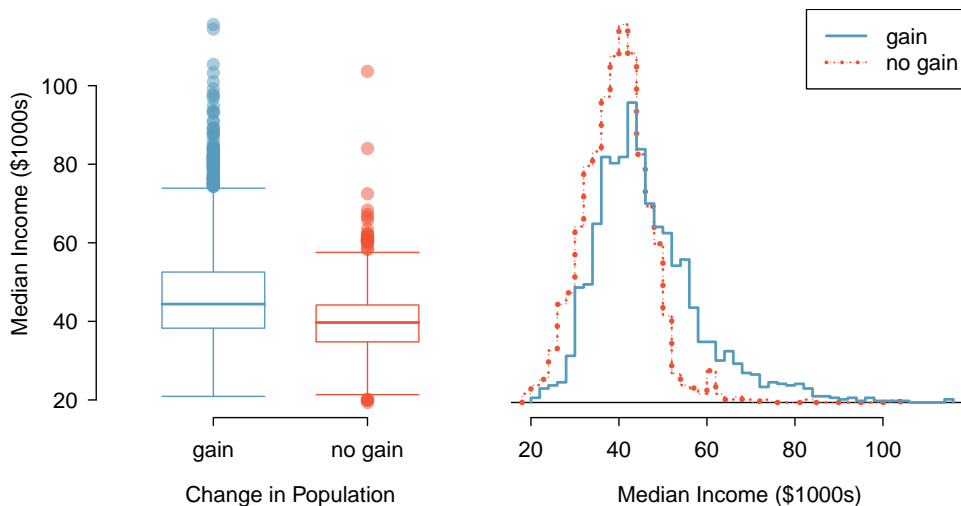 Median Income ($1000s)
100
80
60
40
20
gain
no gain
Change in Population
gain
no gain
20
40
60
80
100
Median Income ($1000s)